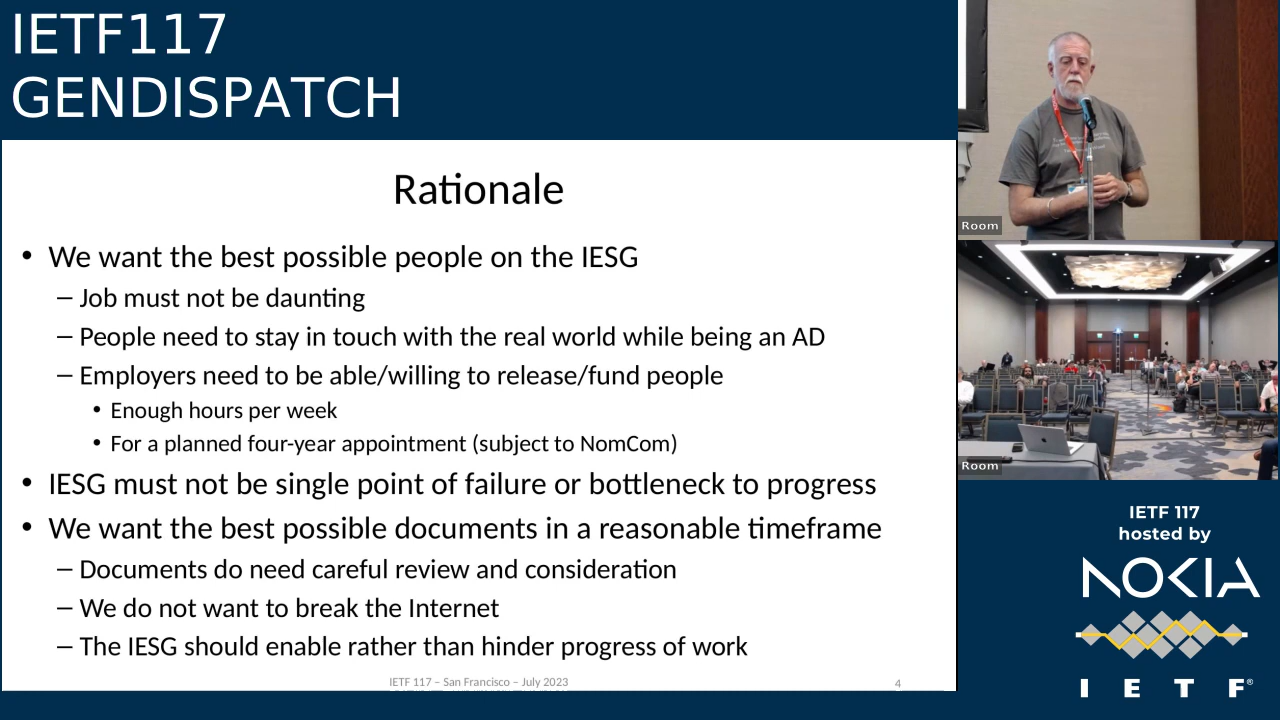 IETF117
GENDISPATCH
Rationale
• We want the best possible people on the IESG
– Job must not be daunting
– People need to stay in touch with the real world while being an AD
– Employers need to be able/willing to release/fund people
• Enough hours per week
• For a planned four-year appointment (subject to NomCom)
• IESG must not be single point of failure or bottleneck to progress
• We want the best possible documents in a reasonable timeframe
– Documents do need careful review and consideration
– We do not want to break the Internet
– The IESG should enable rather than hinder progress of work
IETF 117 – San Francisco – July 2023
4
Room
Room
IETF 117
hosted by
NOKIA
I E T F®